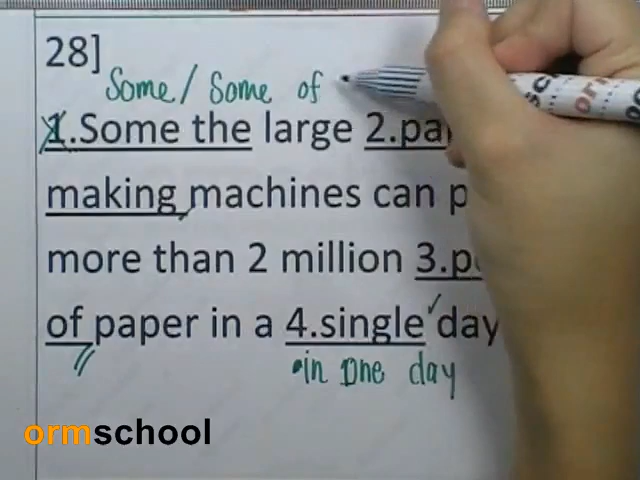 28]
Some/ Some of
1.Some the large 2.pa
making machines can p
more than 2 million 3.p
of paper in a 4.single day
in one day
ormschool